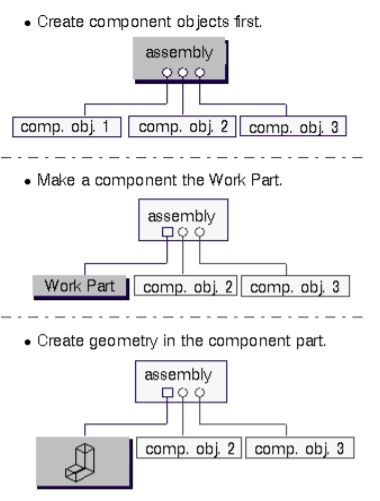 • Create component objects first.
assembly
comp. obj. 1 comp. obj. 2 comp. obj. 3
• Make a component the Work Part.
assembly
Work Part comp. obj. 2 comp. obj. 3
• Create geometry in the component part.
assembly
comp. obj. 2 comp. obj. 3